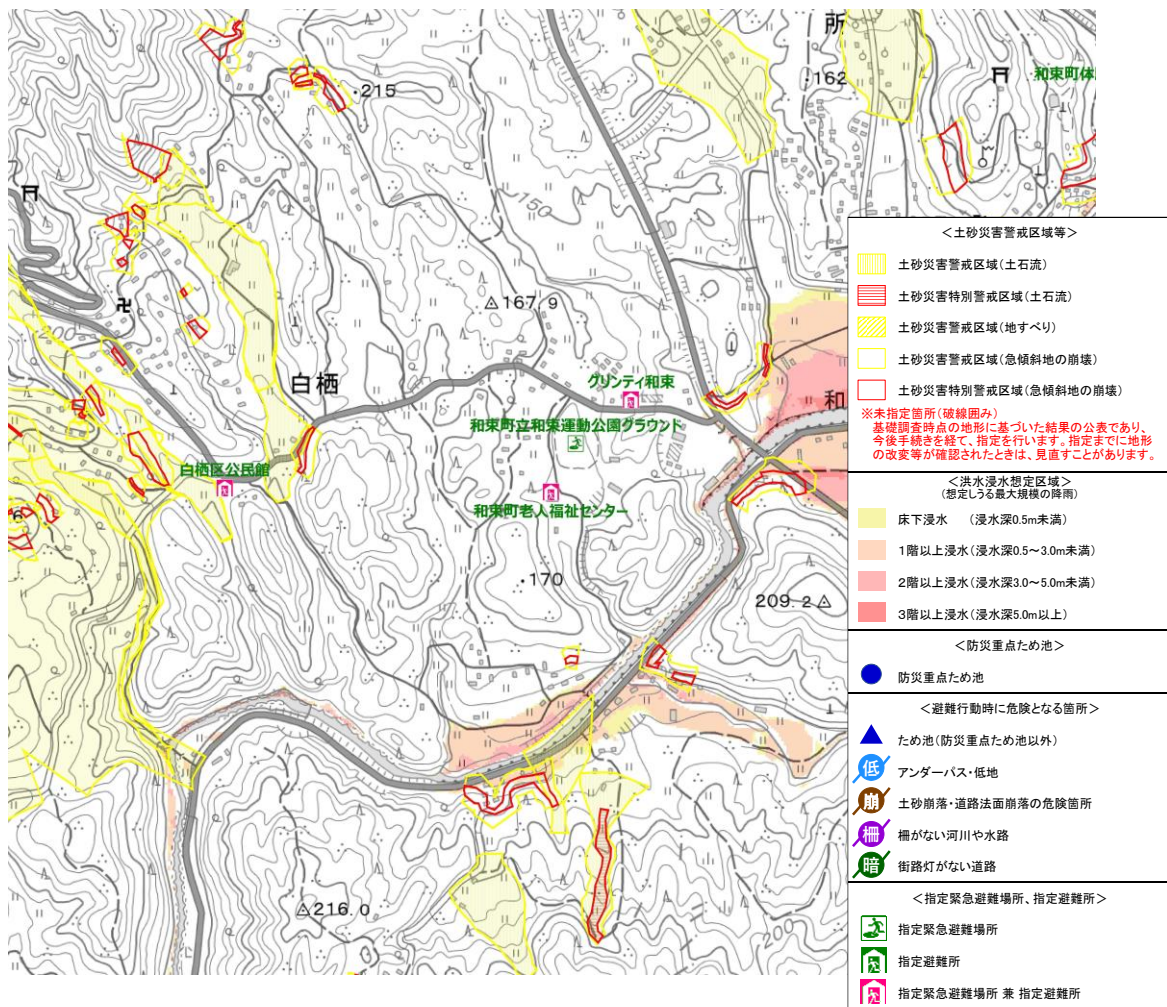 所
・162
和束町体
・215
150
△167.9
200
白栖
グリンティ和束
和束町立和束運動公園グラウンド
和
白栖区公民館
和束町老人福祉センター
・170
209.2△
△216.0
200
＜土砂災害警戒区域等＞
土砂災害警戒区域(土石流)
土砂災害特別警戒区域(土石流)
土砂災害警戒区域(地すべり)
土砂災害警戒区域(急傾斜地の崩壊)
土砂災害特別警戒区域(急傾斜地の崩壊)
※未指定箇所(破線囲み)
基礎調査時点の地形に基づいた結果の公表であり、
今後手続きを経て、指定を行います。指定までに地形
の改変等が確認されたときは、見直すことがあります。
＜洪水浸水想定区域＞
(想定しうる最大規模の降雨)
床下浸水　(浸水深0.5m未満)
1階以上浸水(浸水深0.5～3.0m未満)
2階以上浸水(浸水深3.0～5.0m未満)
3階以上浸水(浸水深5.0m以上)
＜防災重点ため池＞
防災重点ため池
＜避難行動時に危険となる箇所＞
ため池(防災重点ため池以外)
低 アンダーパス・低地
崩 土砂崩落・道路法面崩落の危険箇所
柵 柵がない河川や水路
暗 街路灯がない道路
＜指定緊急避難場所、指定避難所＞
指定緊急避難場所
指定避難所
指定緊急避難場所 兼 指定避難所